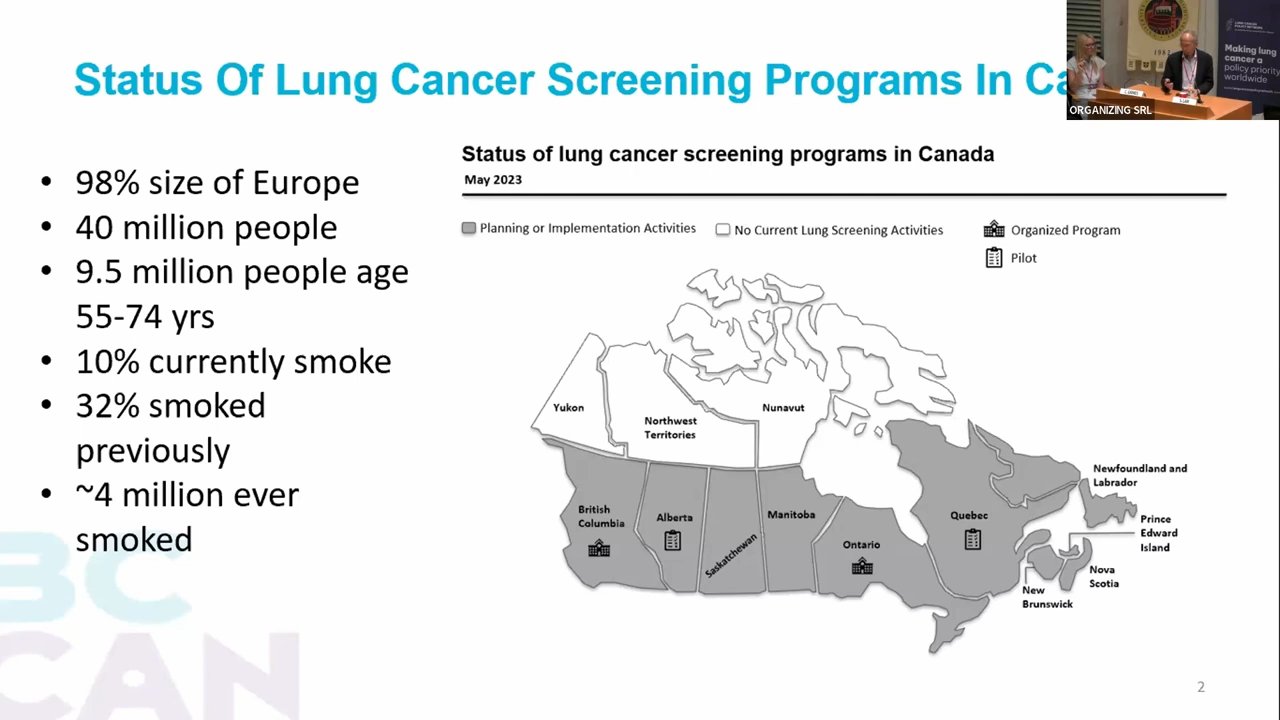 Status Of Lung Cancer Screening Programs In Ca
1982
Making lung
cancer a
policy priority
worldwide
ORGANIZING SRL
• 98% size of Europe
• 40 million people
• 9.5 million people age
55-74 yrs
• 10% currently smoke
• 32% smoked
previously
• ~4 million ever
smoked
Status of lung cancer screening programs in Canada
May 2023
Planning or Implementation Activities
No Current Lung Screening Activities
Organized Program
Pilot
Yukon
Northwest
Territories
Nunavut
British
Columbia
Alberta
Saskatchewan
Manitoba
Ontario
Quebec
Newfoundland and
Labrador
Prince
Edward
Island
Nova
Scotia
New
Brunswick
BC
CAN
2